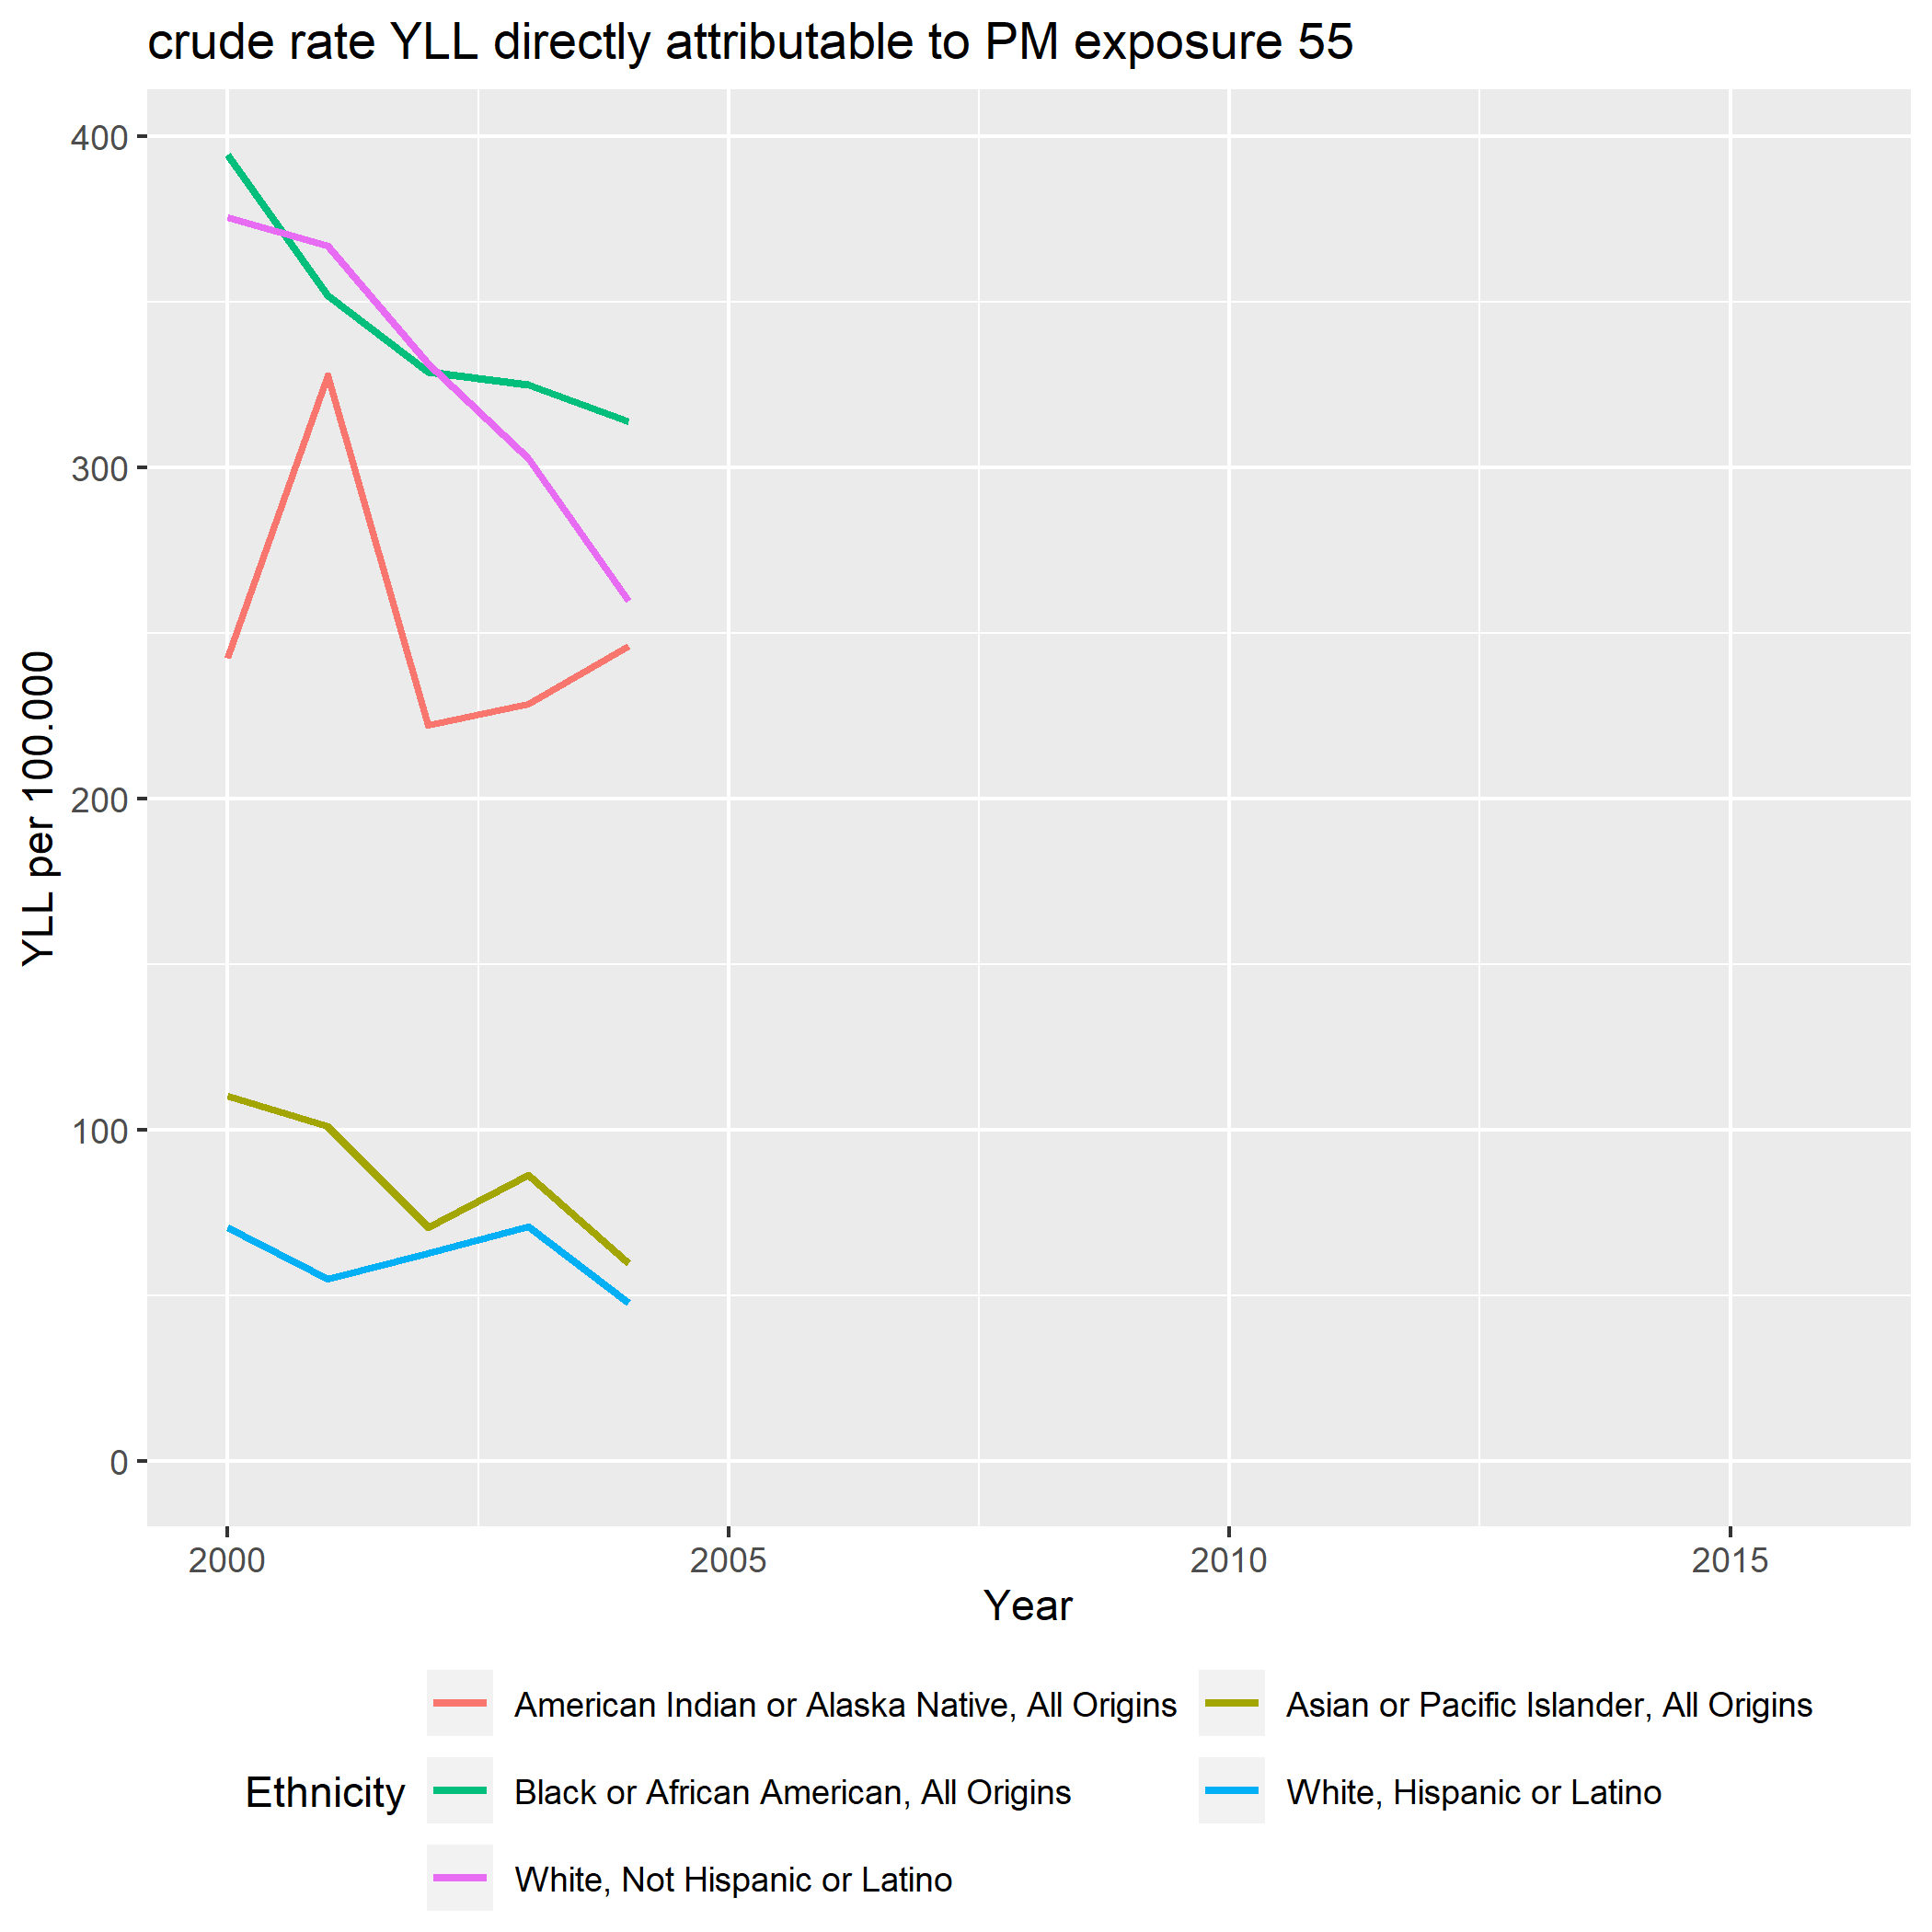 crude rate YLL directly attributable to PM exposure 55
YLL per 100.000
400
300
200
100
0
2000 2005 2010 2015
Year
Ethnicity
American Indian or Alaska Native, All Origins
Asian or Pacific Islander, All Origins
Black or African American, All Origins
White, Hispanic or Latino
White, Not Hispanic or Latino